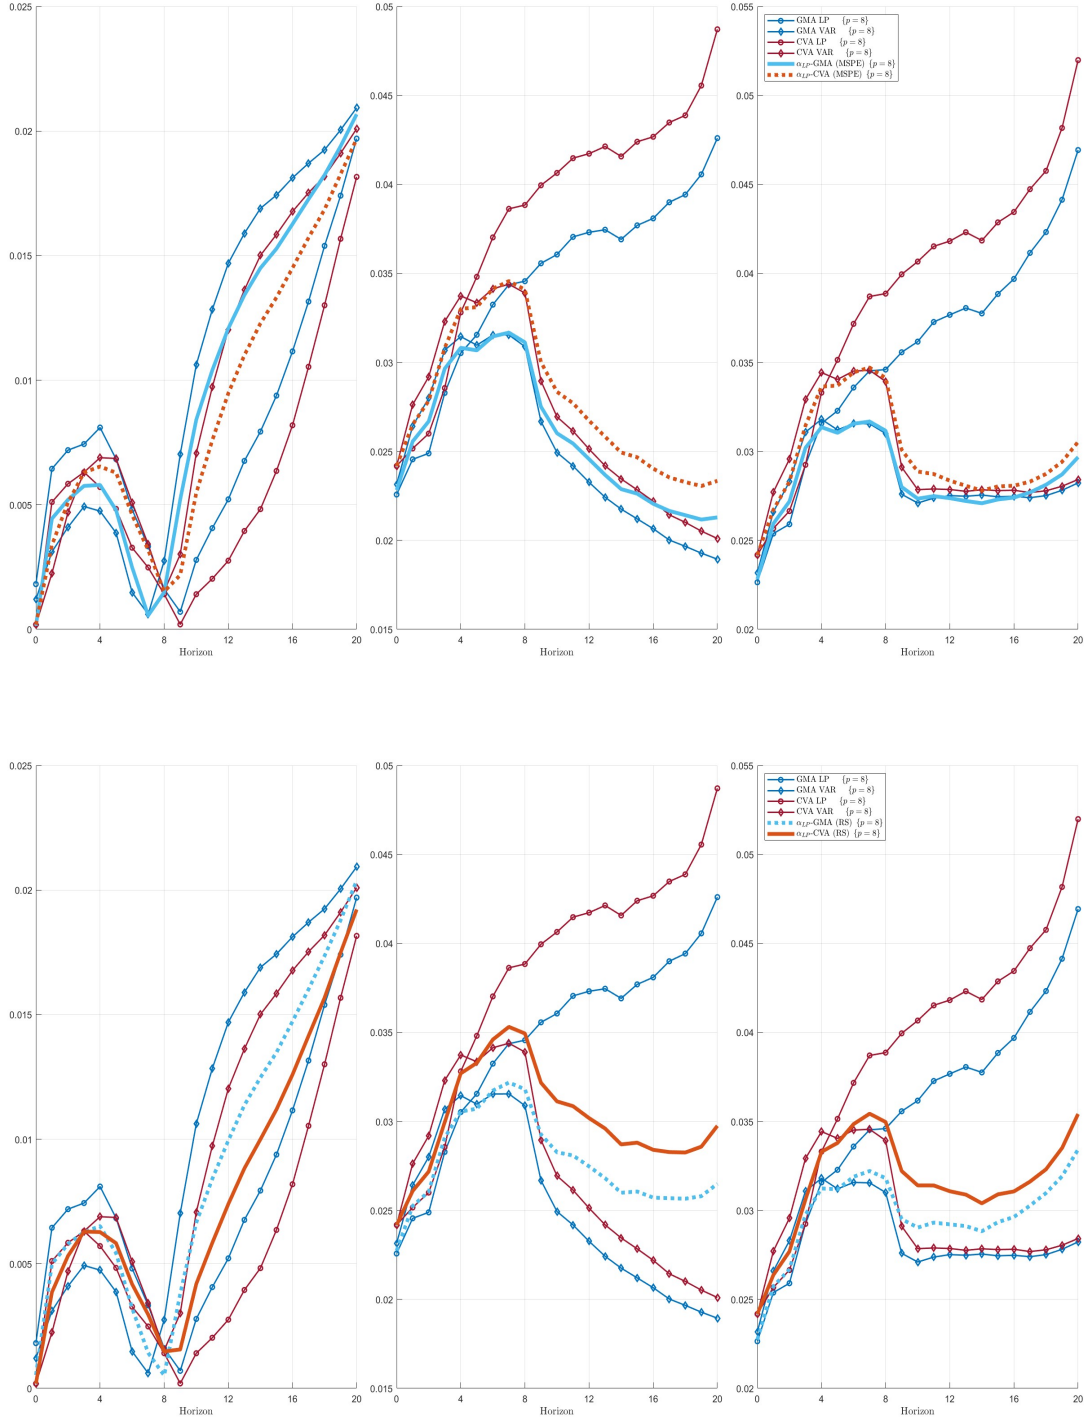 0.025
0.02
0.015
0.01
0.005
0
0 4 8 12 16 20
Horizon
0.05
0.045
0.04
0.035
0.03
0.025
0.02
0.015
0 4 8 12 16 20
Horizon
0.055
0.05
0.045
0.04
0.035
0.03
0.025
0.02
0 4 8 12 16 20
Horizon
GMA LP {p = 8}
GMA VAR {p = 8}
CVA LP {p = 8}
CVA VAR {p = 8}
α_LP-GMA (MSPE) {p = 8}
α_LP-CVA (MSPE) {p = 8}
0.025
0.02
0.015
0.01
0.005
0
0 4 8 12 16 20
Horizon
0.05
0.045
0.04
0.035
0.03
0.025
0.02
0.015
0 4 8 12 16 20
Horizon
0.055
0.05
0.045
0.04
0.035
0.03
0.025
0.02
0 4 8 12 16 20
Horizon
GMA LP {p = 8}
GMA VAR {p = 8}
CVA LP {p = 8}
CVA VAR {p = 8}
α_LP-GMA (RS) {p = 8}
α_LP-CVA (RS) {p = 8}